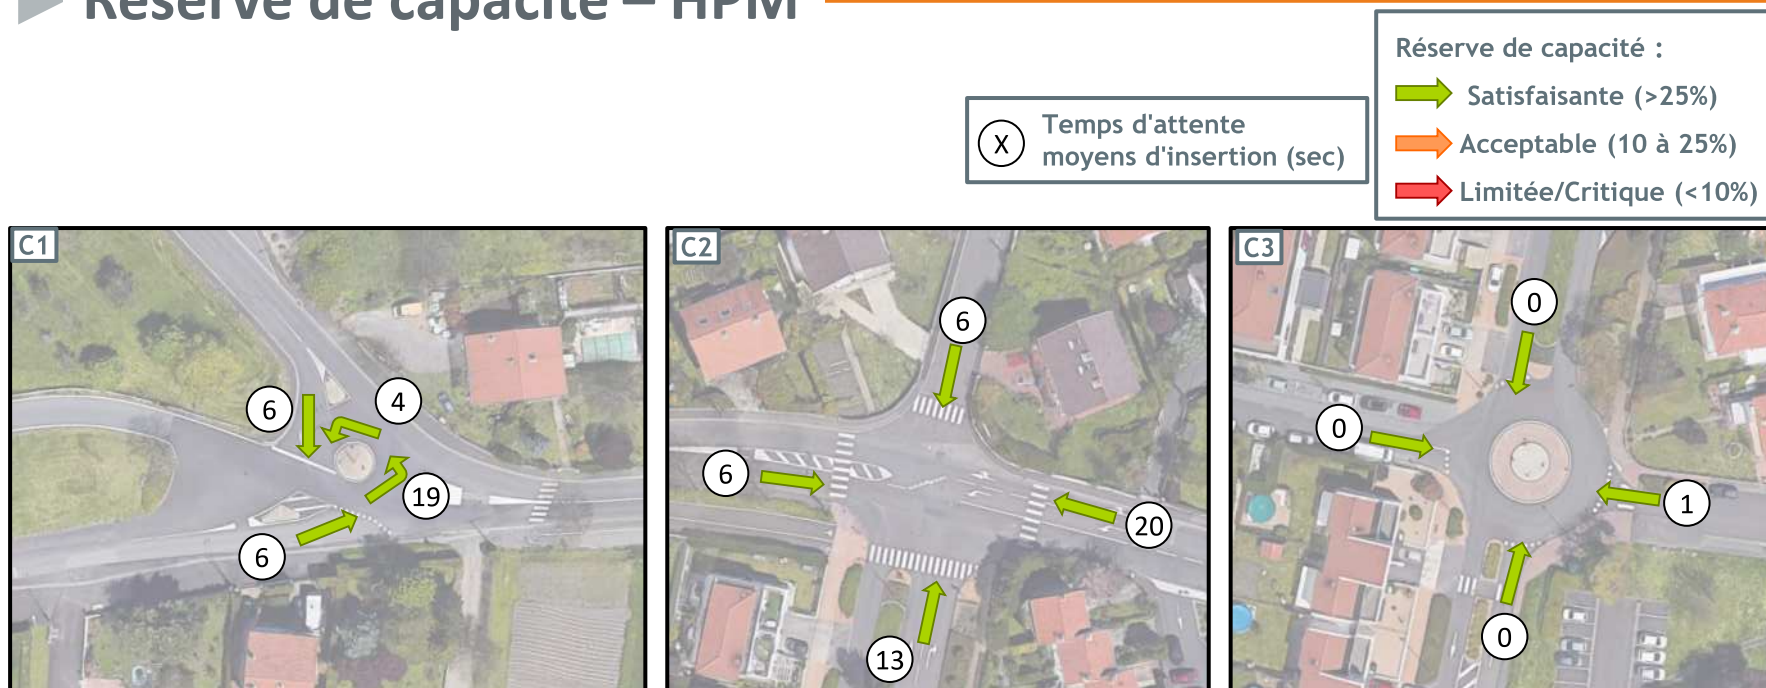 Réserve de capacité – HPM
Réserve de capacité :
Satisfaisante (>25%)
Acceptable (10 à 25%)
Limitée/Critique (<10%)
X
Temps d'attente
moyens d'insertion (sec)
C1
6
4
19
6
C2
6
6
20
13
C3
0
0
1
0